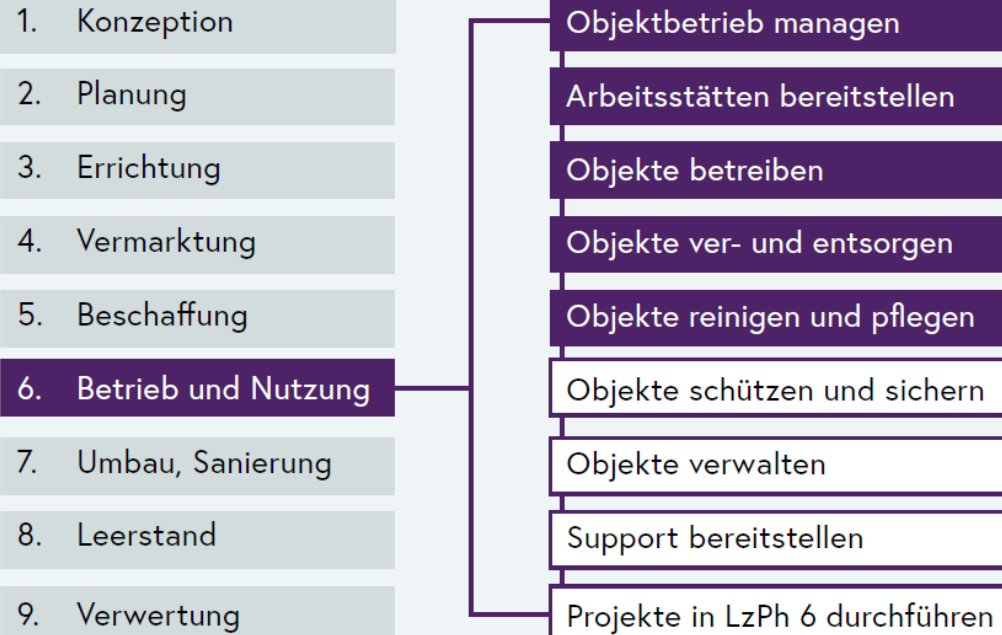 1. Konzeption
2. Planung
3. Errichtung
4. Vermarktung
5. Beschaffung
6. Betrieb und Nutzung
7. Umbau, Sanierung
8. Leerstand
9. Verwertung
Objektbetrieb managen
Arbeitsstätten bereitstellen
Objekte betreiben
Objekte ver- und entsorgen
Objekte reinigen und pflegen
Objekte schützen und sichern
Objekte verwalten
Support bereitstellen
Projekte in LzPh 6 durchführen